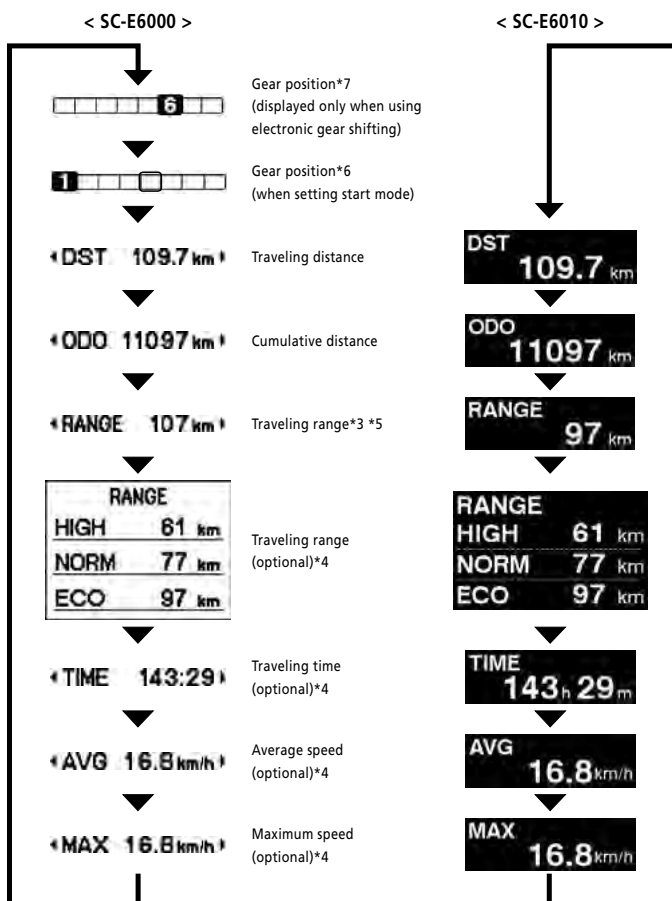 < SC-E6000 >
< SC-E6010 >
6
Gear position*7
(displayed only when using
electronic gear shifting)
1
Gear position*6
(when setting start mode)
DST 109.7 km
Traveling distance
DST
109.7 km
ODO 11097 km
Cumulative distance
ODO
11097 km
RANGE 107 km
Traveling range*3 *5
RANGE
97 km
RANGE
HIGH 61 km
NORM 77 km
ECO 97 km
Traveling range
(optional)*4
RANGE
HIGH 61 km
NORM 77 km
ECO 97 km
TIME 143:29
Traveling time
(optional)*4
TIME
143h 29m
AVG 16.8 km/h
Average speed
(optional)*4
AVG
16.8 km/h
MAX 16.8 km/h
Maximum speed
(optional)*4
MAX
16.8 km/h